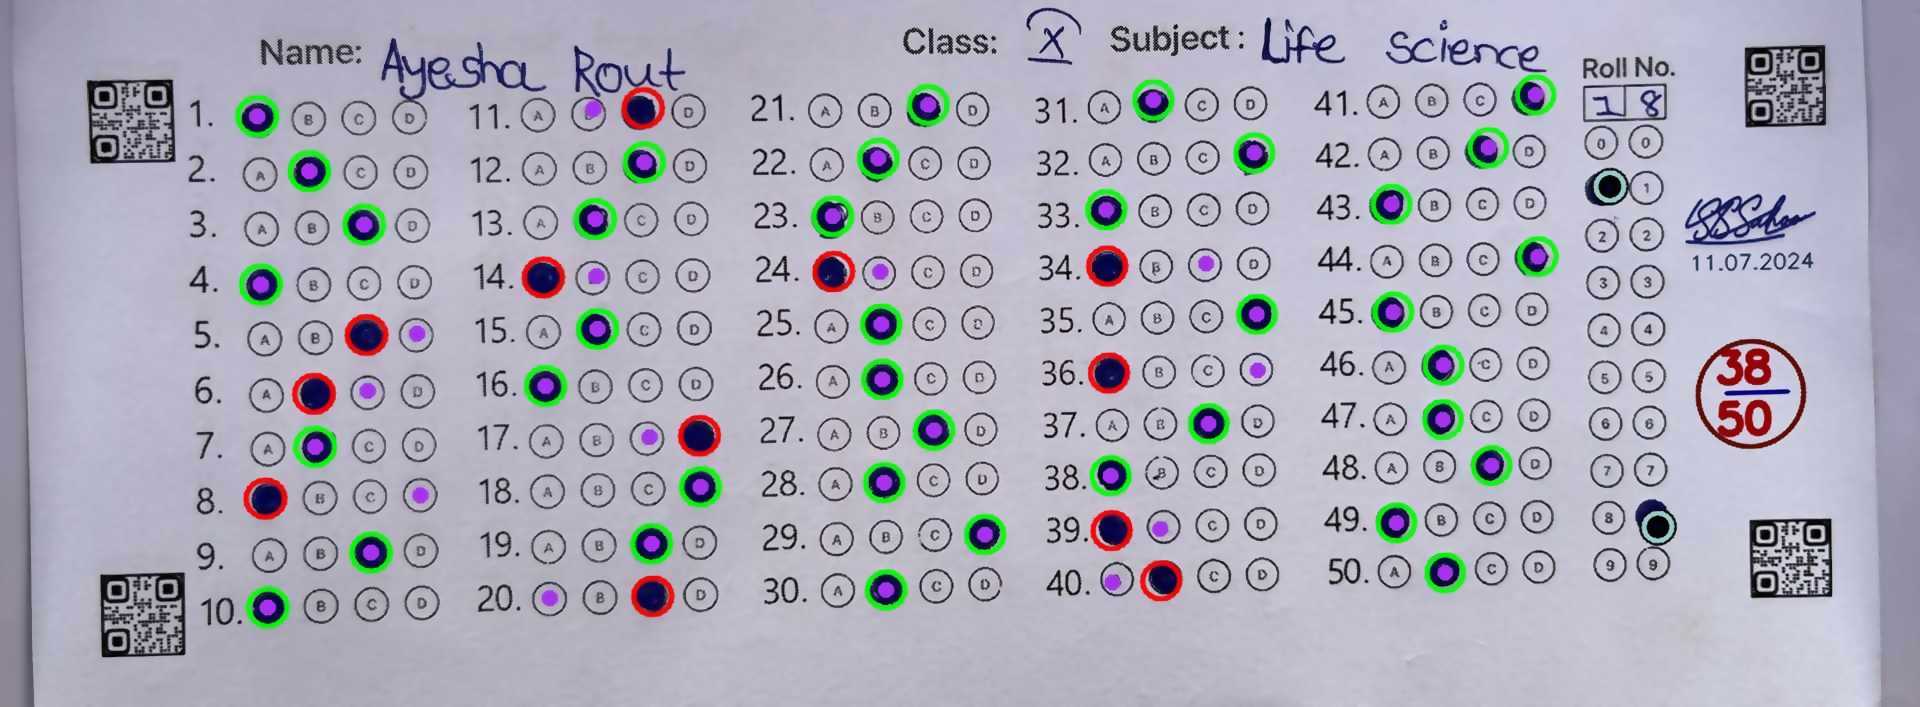 Name: Ayesha Rout Class: X Subject: Life Science
1. B C D
2. A C D
3. A B D
4. B C D
5. A B
6. A D
7. A C D
8. B C
9. A B D
10. B C D
11. A D
12. A B D
13. A C D
14. C D
15. A C D
16. B C D
17. A B
18. A B C
19. A B D
20. B D
21. A B D
22. A C D
23. B C D
24. C D
25. A C D
26. A C D
27. A B D
28. A C D
29. A B C
30. A C D
31. A C D
32. A B C
33. B C D
34. B D
35. A B C
36. B C
37. A B D
38. B C D
39. C D
40. C D
41. A B C
42. A B D
43. B C D
44. A B C
45. B C D
46. A C D
47. A C D
48. A B D
49. B C D
50. A C D
Roll No.
1 8
0 0
1
2 2
3 3
4 4
5 5
6 6
7 7
8
9 9
11.07.2024
38
50